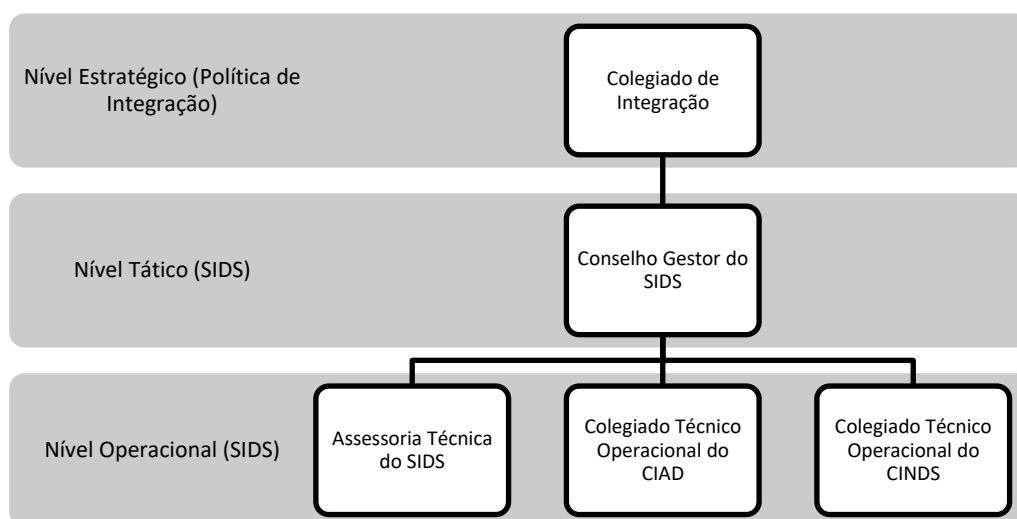 Nível Estratégico (Política de
Integração)
Colegiado de
Integração
Nível Tático (SIDS)
Conselho Gestor do
SIDS
Nível Operacional (SIDS)
Assessoria Técnica
do SIDS
Colegiado Técnico
Operacional do
CIAD
Colegiado Técnico
Operacional do
CINDS